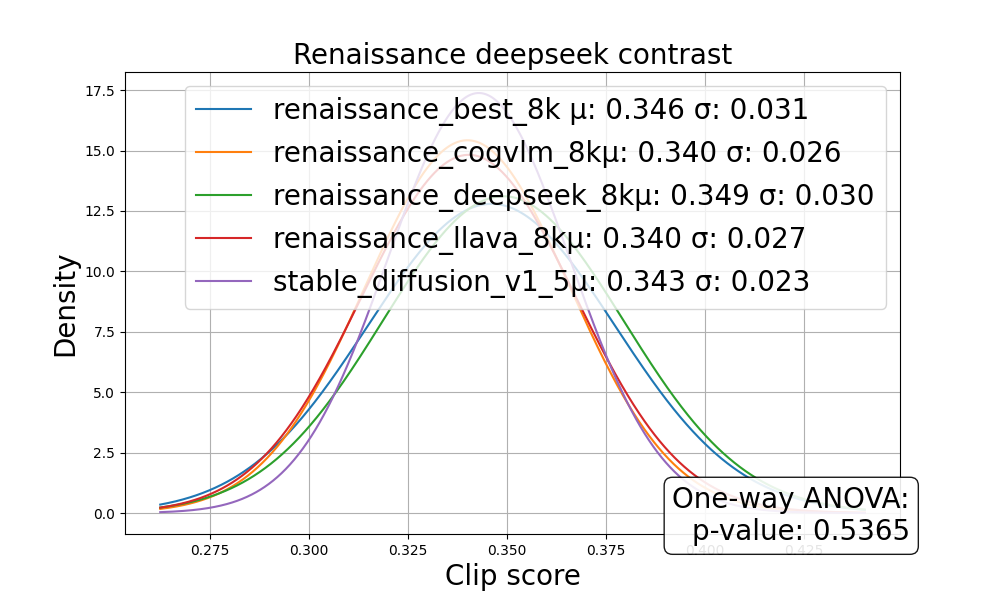 Renaissance deepseek contrast
17.5
15.0
12.5
10.0
7.5
5.0
2.5
0.0
Density
renaissance_best_8k μ: 0.346 σ: 0.031
renaissance_cogvlm_8kμ: 0.340 σ: 0.026
renaissance_deepseek_8kμ: 0.349 σ: 0.030
renaissance_llava_8kμ: 0.340 σ: 0.027
stable_diffusion_v1_5μ: 0.343 σ: 0.023
One-way ANOVA:
p-value: 0.5365
0.275 0.300 0.325 0.350 0.375 0.400 0.425
Clip score